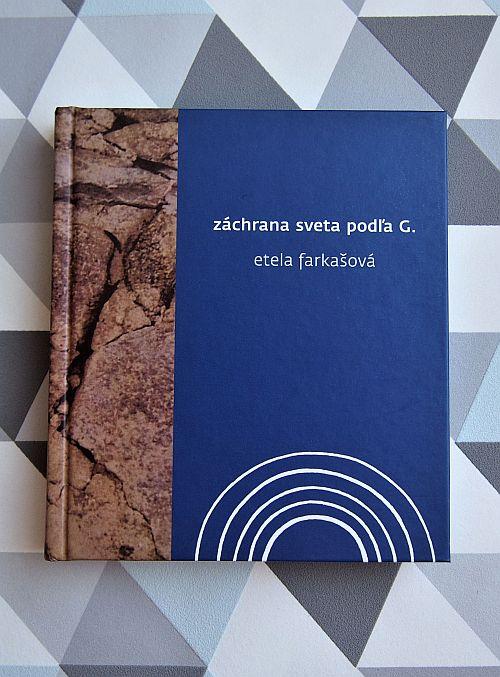 záchrana sveta podľa G.
etela farkašová